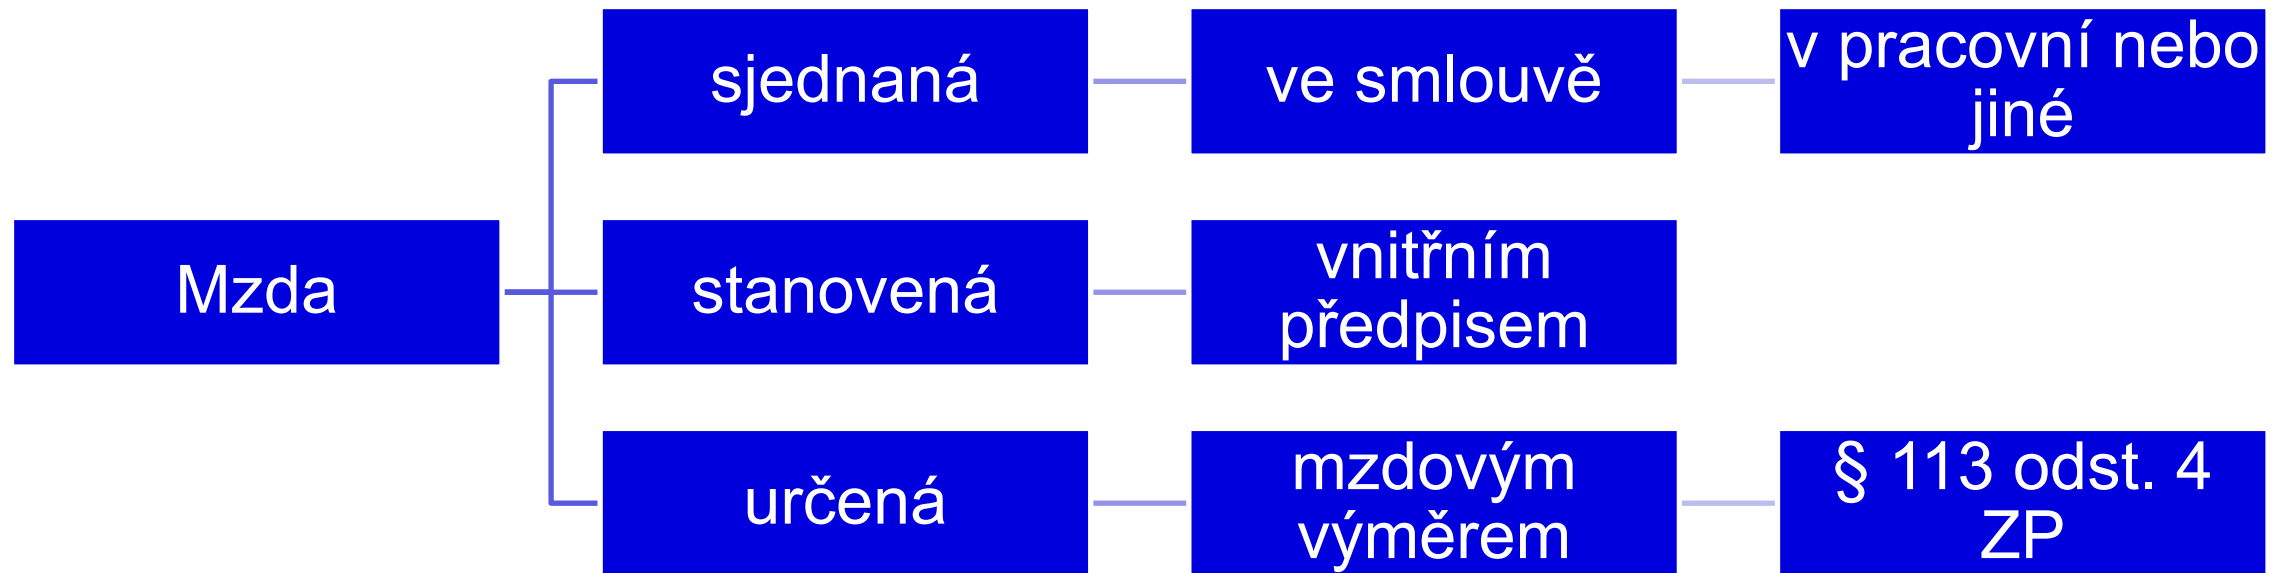 sjednaná
ve smlouvě
v pracovní nebo
jiné
Mzda
stanovená
vnitřním
předpisem
určená
mzdovým
výměrem
§ 113 odst. 4
ZP